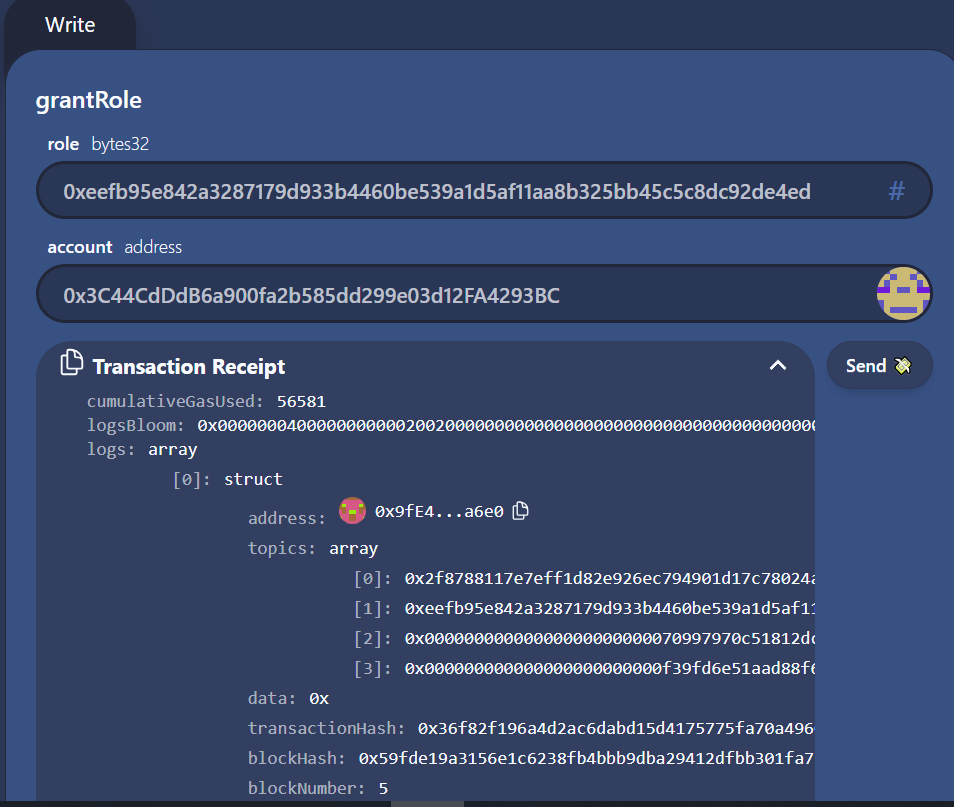 Write
grantRole
role bytes32
0xeefb95e842a3287179d933b4460be539a1d5af11aa8b325bb45c5c8dc92de4ed #
account address
0x3C44CdDdB6a900fa2b585dd299e03d12FA4293BC
Transaction Receipt
Send 💸
cumulativeGasUsed: 56581
logsBloom: 0x00000004000000000002002000000000000000000000000000000000000
logs: array
[0]: struct
address: 0x9fE4...a6e0
topics: array
[0]: 0x2f8788117e7eff1d82e926ec794901d17c78024a
[1]: 0xeefb95e842a3287179d933b4460be539a1d5af11
[2]: 0x00000000000000000000000070997970c51812dc
[3]: 0x000000000000000000000000f39fd6e51aad88f6
data: 0x
transactionHash: 0x36f82f196a4d2ac6dabd15d4175775fa70a496
blockHash: 0x59fde19a3156e1c6238fb4bbb9dba29412dfbb301fa7
blockNumber: 5